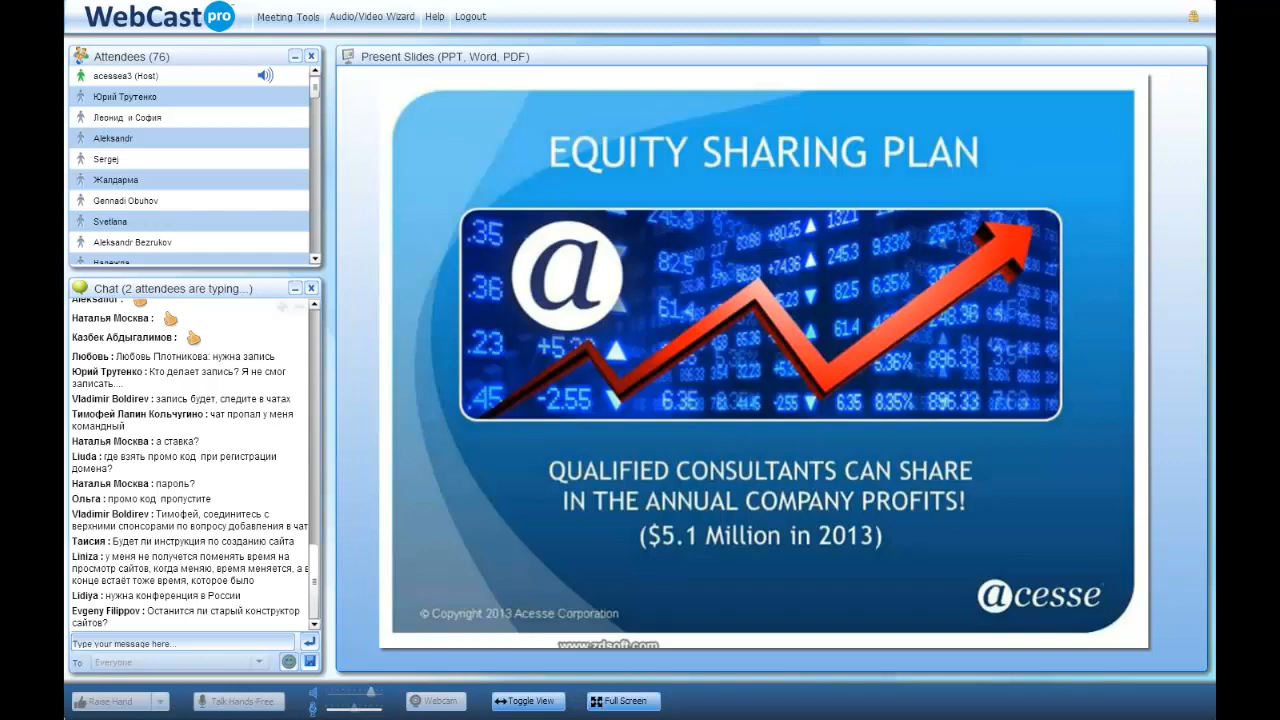 WebCast pro
Meeting Tools Audio/Video Wizard Help Logout
Attendees (76)
acessea3 (Host)
Юрий Трутенко
Леонид и София
Aleksandr
Sergej
Жалдарма
Gennadi Obuhov
Svetlana
Aleksandr Bezrukov
Надежда
Chat (2 attendees are typing...)
Aleksandr :
Наталья Москва :
Казбек Абдыгалимов :
Любовь : Любовь Плотникова: нужна запись
Юрий Трутенко : Кто делает запись? Я не смог
записать....
Vladimir Boldirev : запись будет, следите в чатах
Тимофей Лапин Кольчугино : чат пропал у меня
командный
Наталья Москва : а ставка?
Liuda : где взять промо код при регистрации
домена?
Наталья Москва : пароль?
Ольга : промо код пропустите
Vladimir Boldirev : Тимофей, соединитесь с
верхними спонсорами по вопросу добавления в чат
Таисия : Будет ли инструкция по созданию сайта
Liniza : у меня не получется поменять время на
просмотр сайтов, когда меняю, время меняется, а в
конце встаёт тоже время, которое было
Lidiya : нужна конференция в России
Evgeny Filippov : Останится ли старый конструктор
сайтов?
Type your message here...
To Everyone
Present Slides (PPT, Word, PDF)
EQUITY SHARING PLAN
a
QUALIFIED CONSULTANTS CAN SHARE
IN THE ANNUAL COMPANY PROFITS!
($5.1 Million in 2013)
acesse
© Copyright 2013 Acesse Corporation
www.zdsoft.com
Raise Hand Talk Hands-Free Webcam Toggle View Full Screen